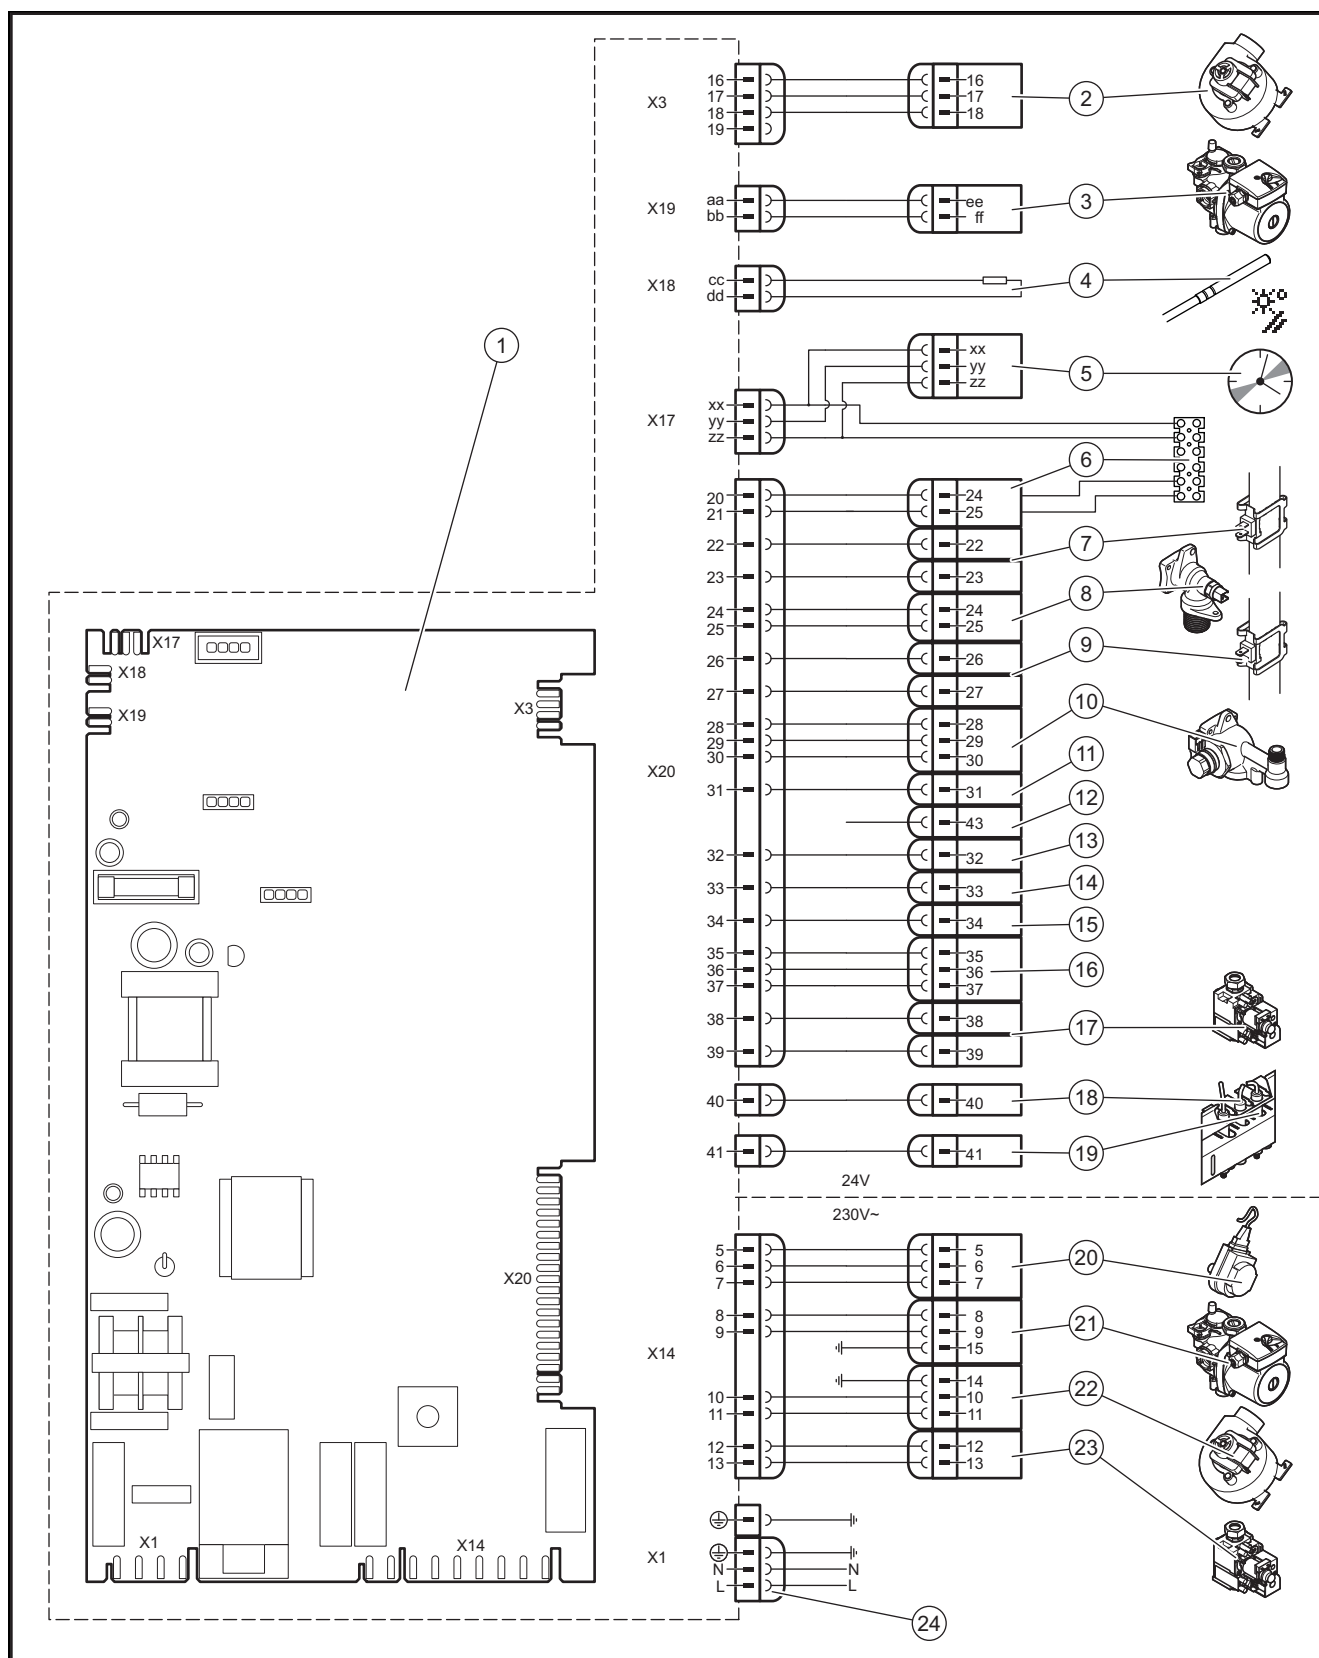 16 16
X3 17 17 2
18 18
19
X19 aa ee 3
bb ff
X18 cc 4
dd
1
xx
yy 5
zz
xx
X17 yy
zz
6
20 24
21 25
22 22 7
23 23
24 24 8
25 25
X17
26 26 9
X18
27 27
X19 X3
28 28 10
29 29
30 30
X20 11
31 31
43 12
32 32 13
33 33 14
34 34 15
35 35
36 36 16
37 37
38 38 17
39 39
40 40 18
41 41 19
24V
230V~
5 5
6 6 20
7 7
X20
8 8
9 9 21
X14 15
14
10 10 22
11 11
12 12 23
13 13
X1 X14
X1
N N
L L
24